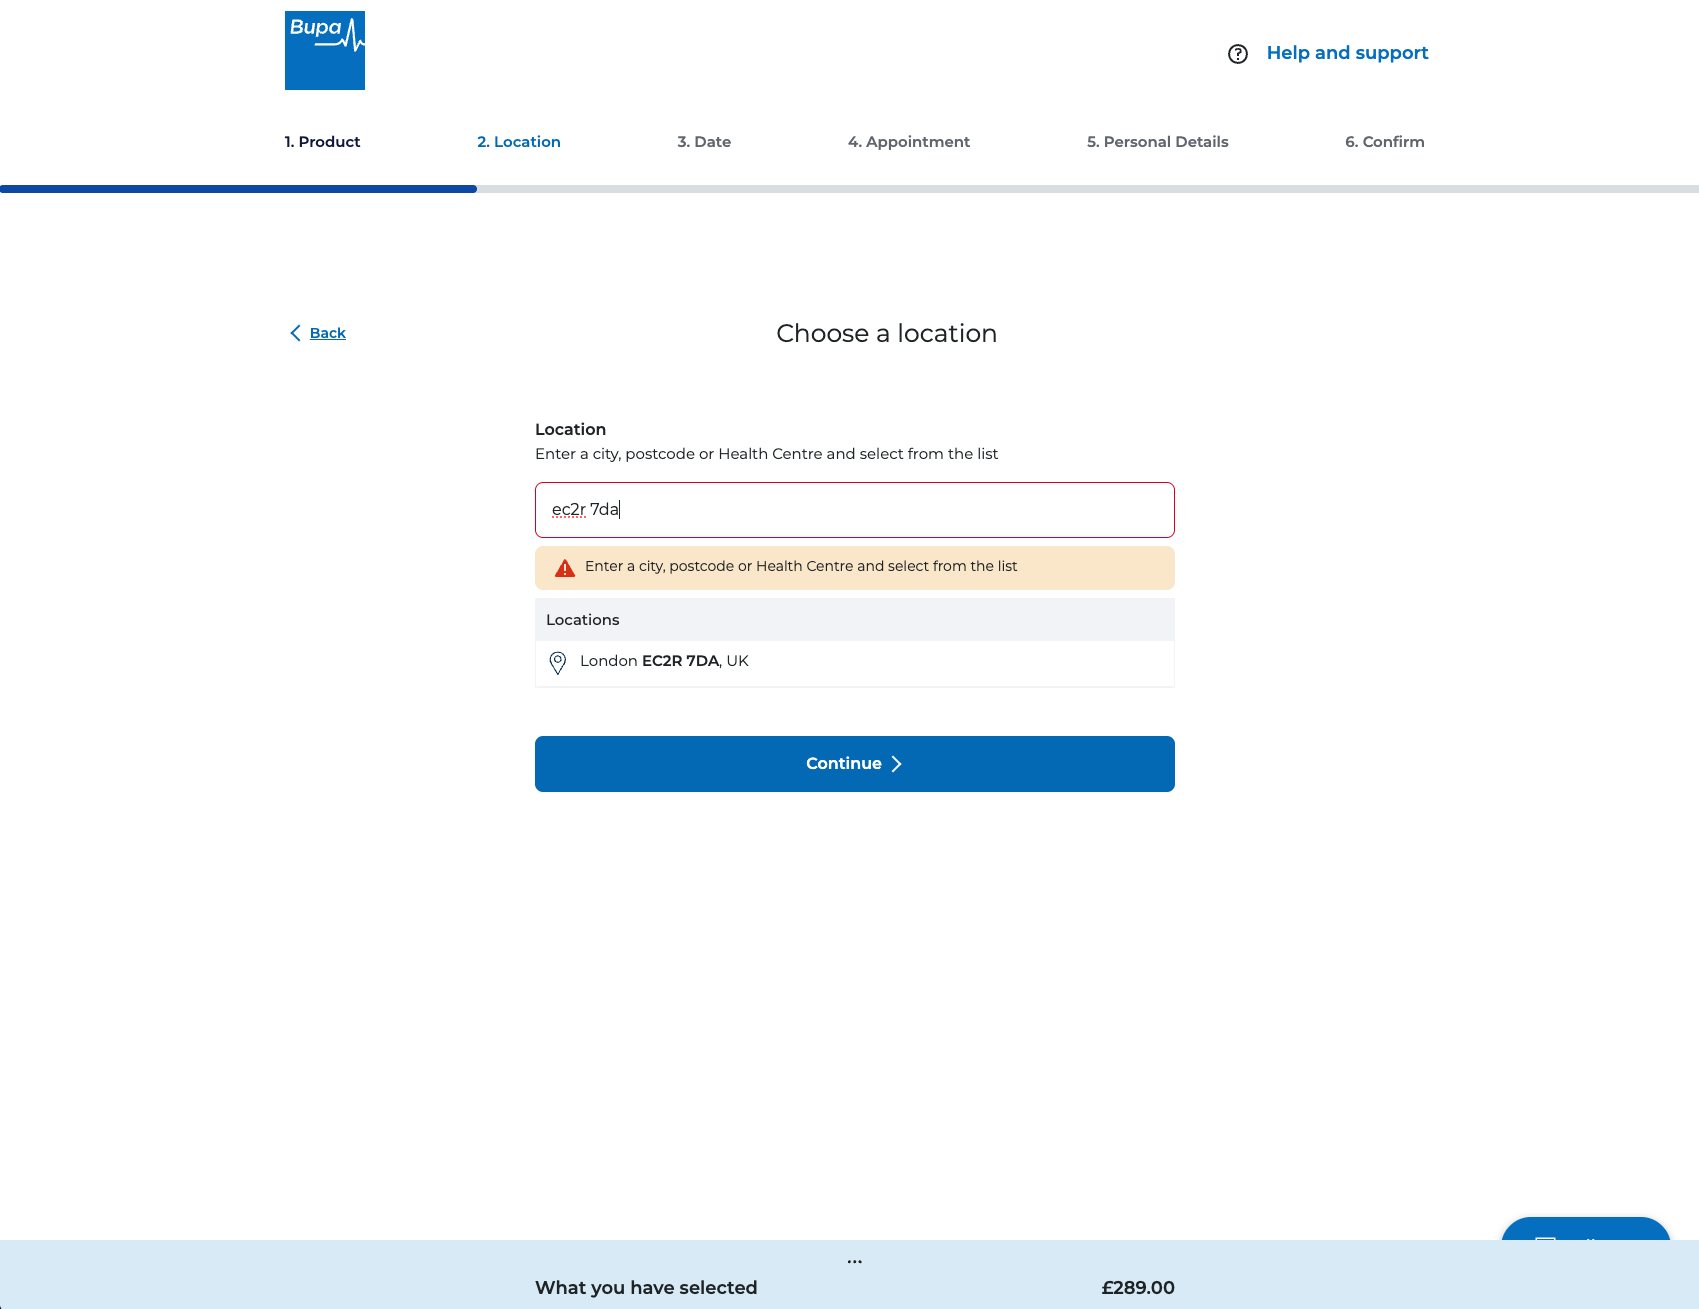 Bupa
Help and support
1. Product
2. Location
3. Date
4. Appointment
5. Personal Details
6. Confirm
Back
Choose a location
Location
Enter a city, postcode or Health Centre and select from the list
ec2r 7da
Enter a city, postcode or Health Centre and select from the list
Locations
London EC2R 7DA, UK
Continue
...
What you have selected
£289.00